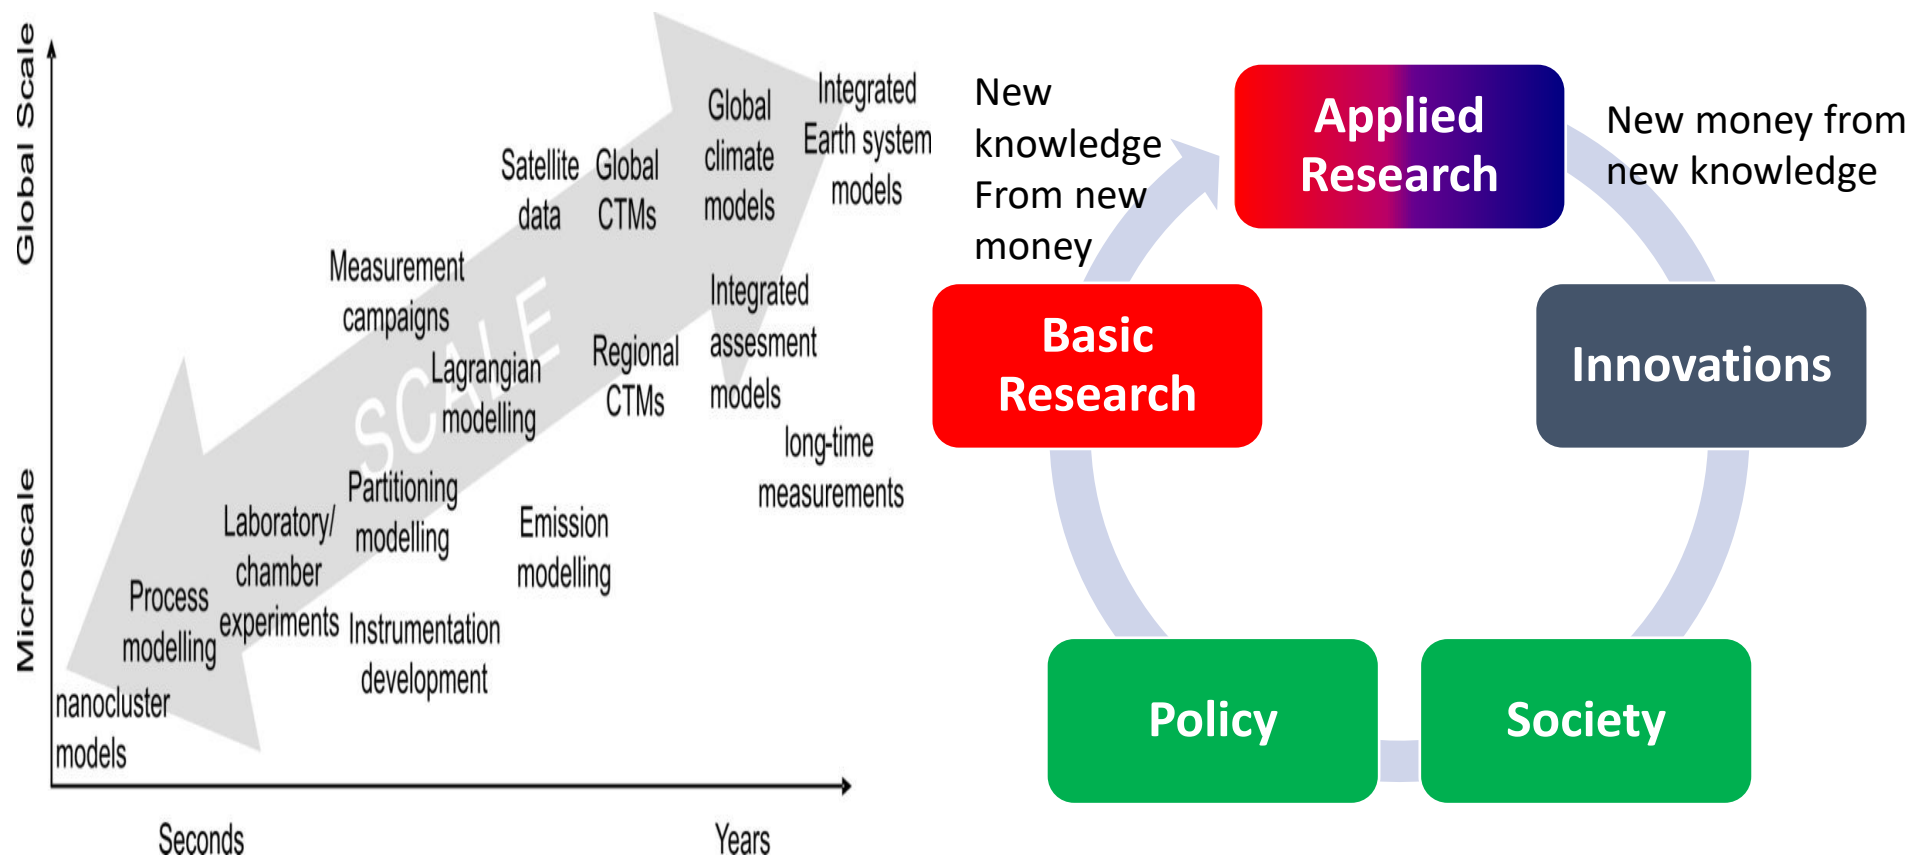 Global Scale
Microscale
Seconds
Years
SCALE
nanocluster
models
Process
modelling
Laboratory/
chamber
experiments
Instrumentation
development
Partitioning
modelling
Emission
modelling
Lagrangian
modelling
Measurement
campaigns
Satellite
data
Global
CTMs
Regional
CTMs
Global
climate
models
Integrated
Earth system
models
Integrated
assesment
models
long-time
measurements
New
knowledge
From new
money
Applied
Research
New money from
new knowledge
Basic
Research
Innovations
Policy
Society